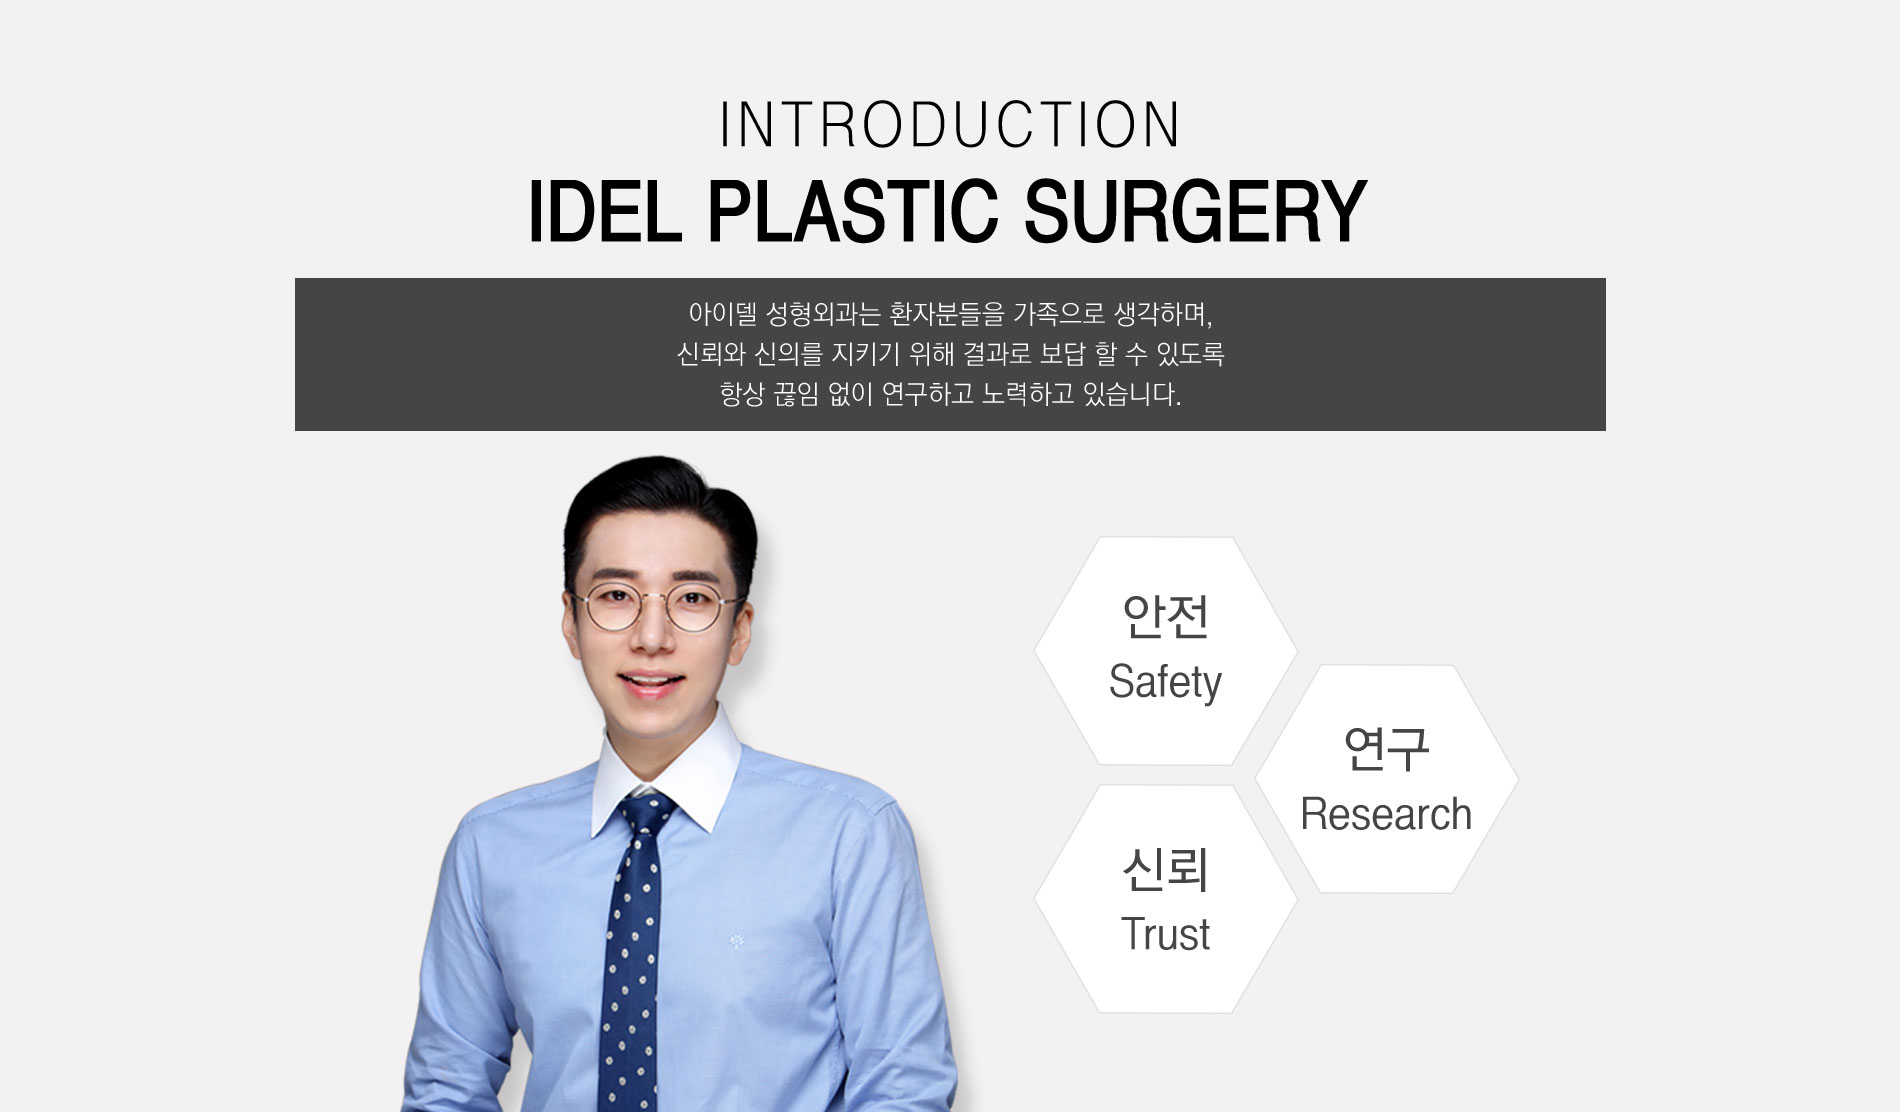 INTRODUCTION
IDEL PLASTIC SURGERY
아이델 성형외과는 환자분들을 가족으로 생각하며,
신뢰와 신의를 지키기 위해 결과로 보답 할 수 있도록
항상 끊임 없이 연구하고 노력하고 있습니다.
안전
Safety
연구
Research
신뢰
Trust